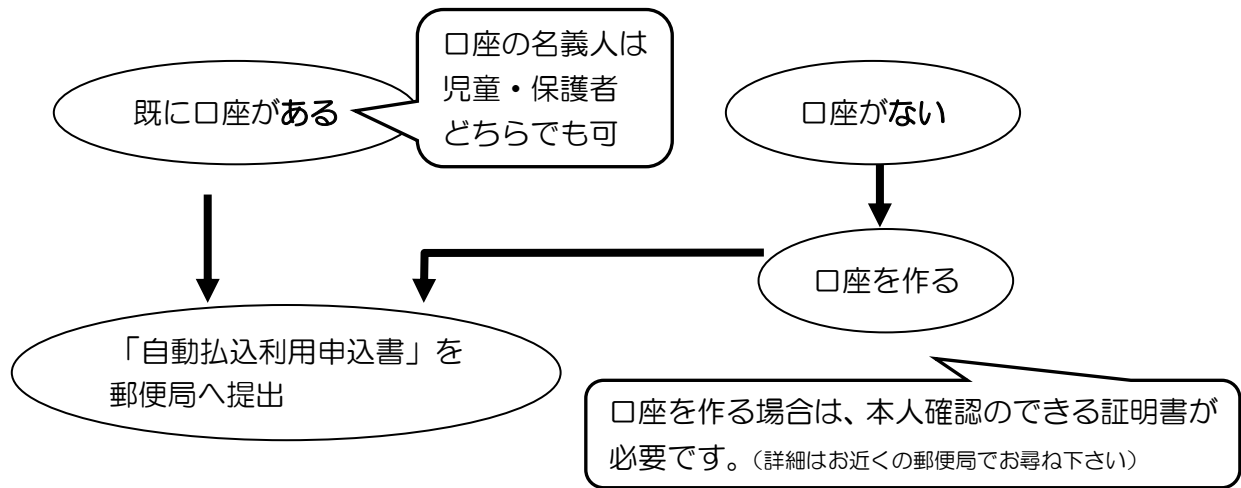 既に口座がある
口座の名義人は
児童・保護者
どちらでも可
口座がない
口座を作る
「自動払込利用申込書」を
郵便局へ提出
口座を作る場合は、本人確認のできる証明書が
必要です。（詳細はお近くの郵便局でお尋ね下さい）